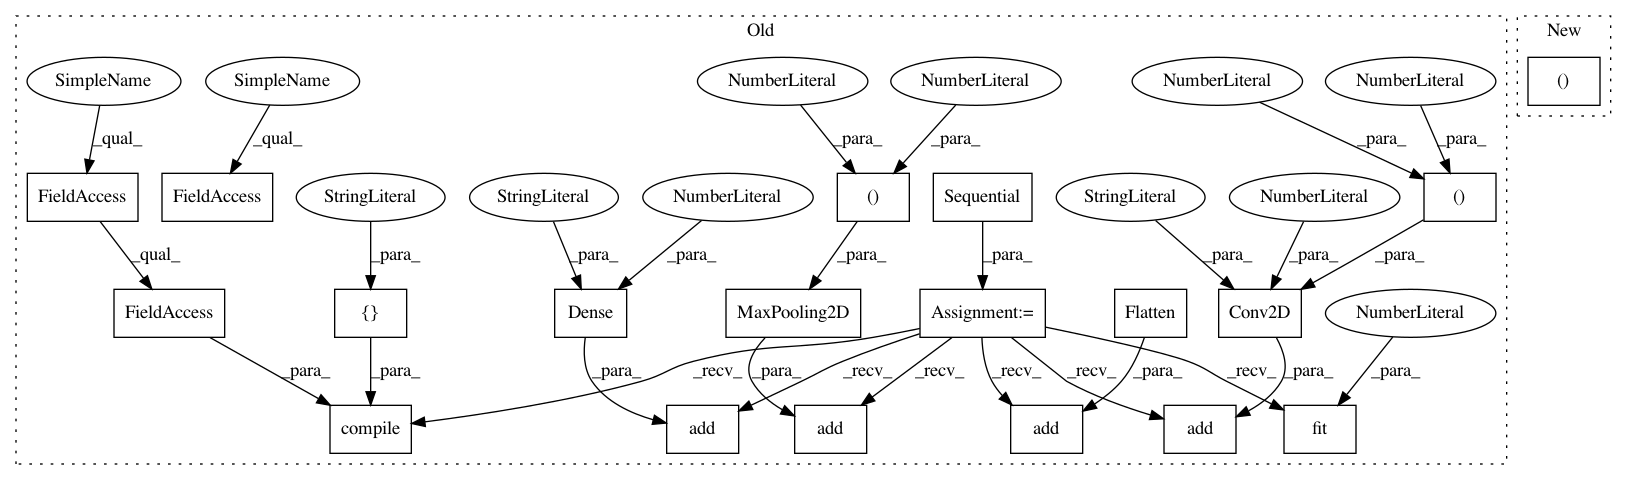 Old
New
SimpleName
SimpleName
NumberLiteral
NumberLiteral
NumberLiteral
NumberLiteral
()
_qual_
_qual_
_para_
_para_
_para_
_para_
FieldAccess
FieldAccess
StringLiteral
StringLiteral
NumberLiteral
()
Sequential
StringLiteral
NumberLiteral
()
_qual_
_para_
_para_
_para_
_para_
_para_
_para_
_para_
_para_
FieldAccess
{}
Dense
MaxPooling2D
Assignment:=
Flatten
Conv2D
NumberLiteral
_para_
_para_
_para_
_recv_
_para_
_recv_
_recv_
_recv_
_para_
_recv_
_para_
_recv_
_para_
compile
add
add
add
add
fit